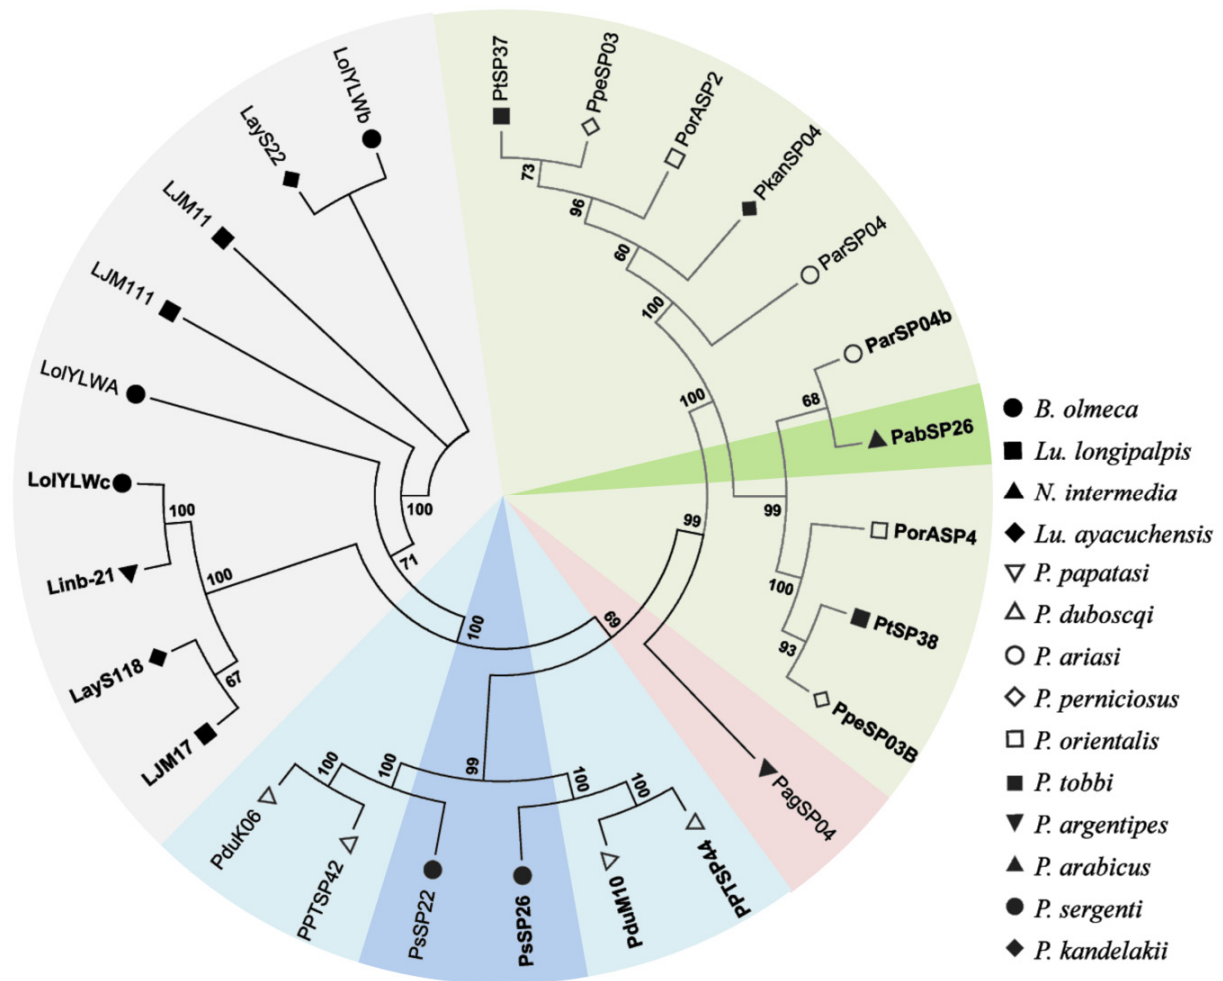 LolYLWb
LayS22
LJM11
LJM111
LolYLWA
LolYLWc
Linb-21
LayS118
LJM17
PduK06
PPTSP42
PsSP22
PsSP26
PduM10
PPTSP44
PagSP04
PpeSP03B
PtSP38
PorASP4
PabSP26
ParSP04b
ParSP04
PkanSP04
PorASP2
PpeSP03
PtSP37
73
96
60
100
100
68
99
100
93
99
69
100
71
100
100
100
67
100
100
99
100
100
B. olmeca
Lu. longipalpis
N. intermedia
Lu. ayacuchensis
P. papatasi
P. duboscqi
P. ariasi
P. perniciosus
P. orientalis
P. tobbi
P. argentipes
P. arabicus
P. sergenti
P. kandelakii